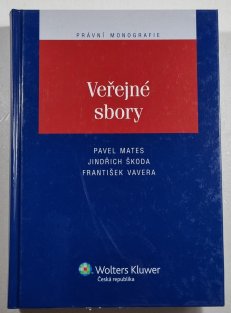 PRÁVNÍ MONOGRAFIE
Veřejné
sbory
PAVEL MATES
JINDŘICH ŠKODA
FRANTIŠEK VAVERA
Wolters Kluwer
Česká republika